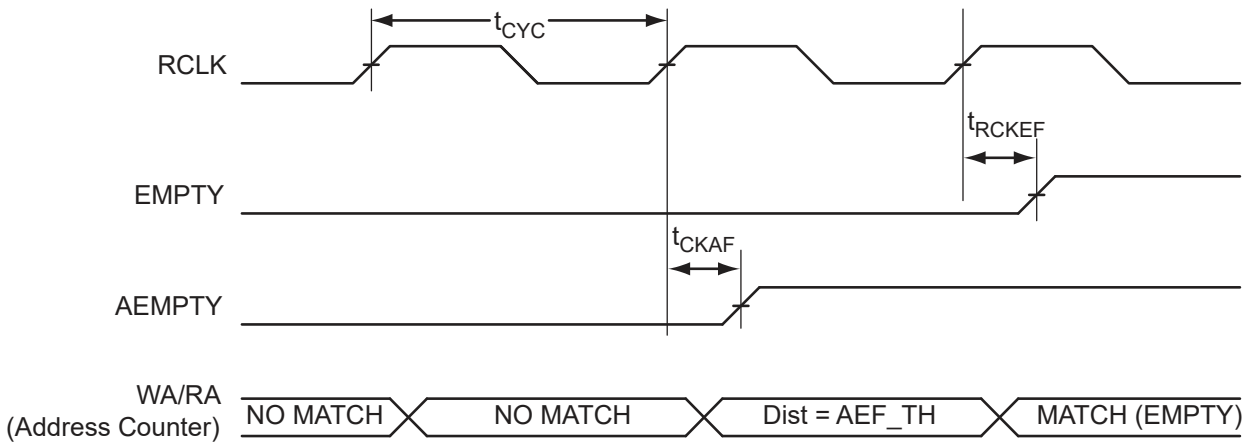 tCYC
RCLK
tRCKEF
EMPTY
tCKAF
AEMPTY
WA/RA
(Address Counter)
NO MATCH
NO MATCH
Dist = AEF_TH
MATCH (EMPTY)